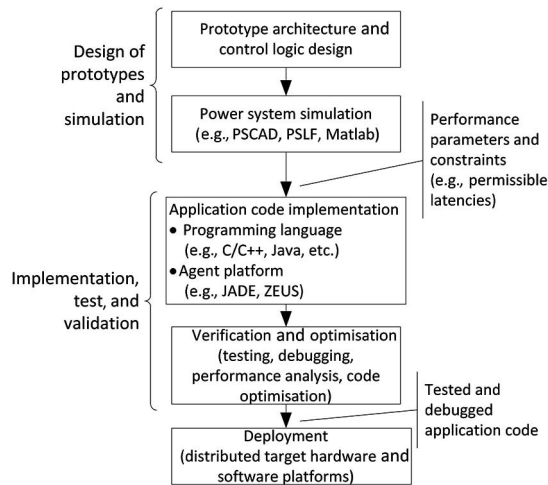 Prototype architecture and
control logic design
Design of
prototypes
and
simulation
Power system simulation
(e.g., PSCAD, PSLF, Matlab)
Performance
parameters and
constraints
(e.g., permissible
latencies)
Application code implementation
● Programming language
(e.g., C/C++, Java, etc.)
● Agent platform
(e.g., JADE, ZEUS)
Implementation,
test, and
validation
Verification and optimisation
(testing, debugging,
performance analysis, code
optimisation)
Tested and
debugged
application code
Deployment
(distributed target hardware and
software platforms)